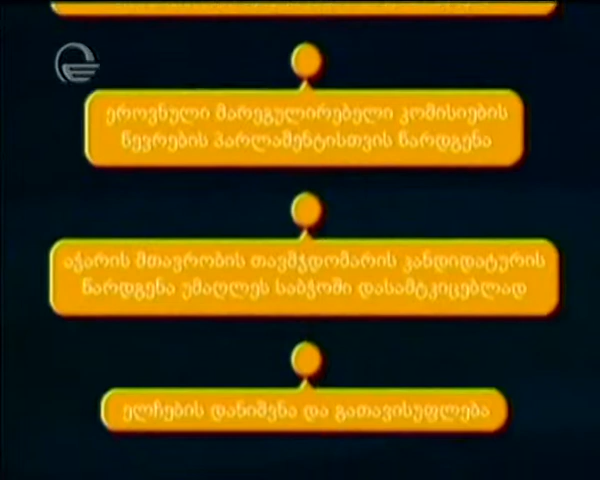 ეროვნული მარეგულირებელი კომისიების
წევრების პარლამენტისთვის წარდგენა
აჭარის მთავრობის თავმჯდომარის კანდიდატურის
წარდგენა უმაღლეს საბჭოში დასამტკიცებლად
ელჩების დანიშვნა და გათავისუფლება